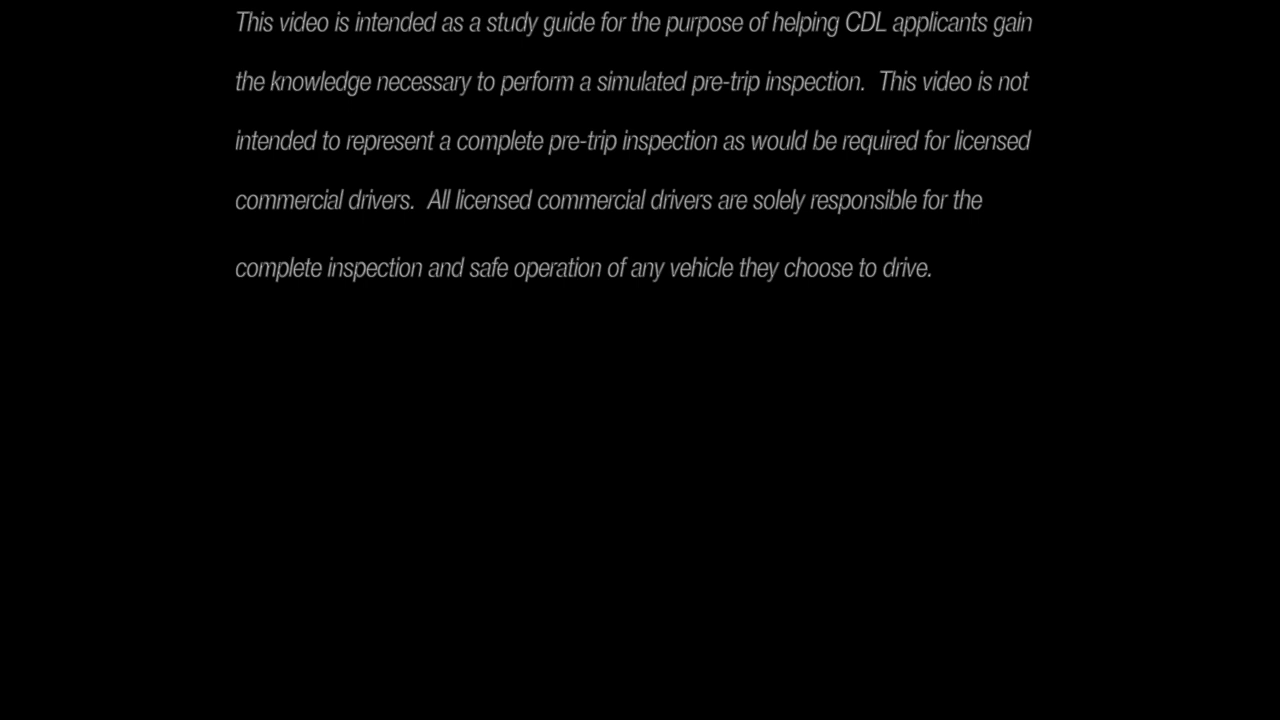 This video is intended as a study guide for the purpose of helping CDL applicants gain
the knowledge necessary to perform a simulated pre-trip inspection.  This video is not
intended to represent a complete pre-trip inspection as would be required for licensed
commercial drivers.  All licensed commercial drivers are solely responsible for the
complete inspection and safe operation of any vehicle they choose to drive.